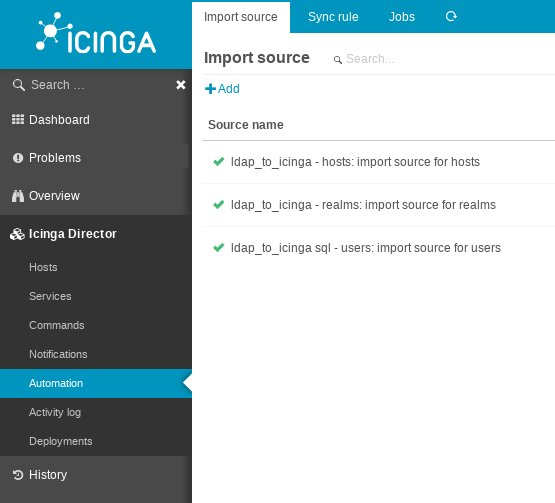 ICINGA
Search ...
Dashboard
Problems
Overview
Icinga Director
Hosts
Services
Commands
Notifications
Automation
Activity log
Deployments
History
Import source
Sync rule
Jobs
Import source
Search...
Add
Source name
ldap_to_icinga - hosts: import source for hosts
ldap_to_icinga - realms: import source for realms
ldap_to_icinga sql - users: import source for users